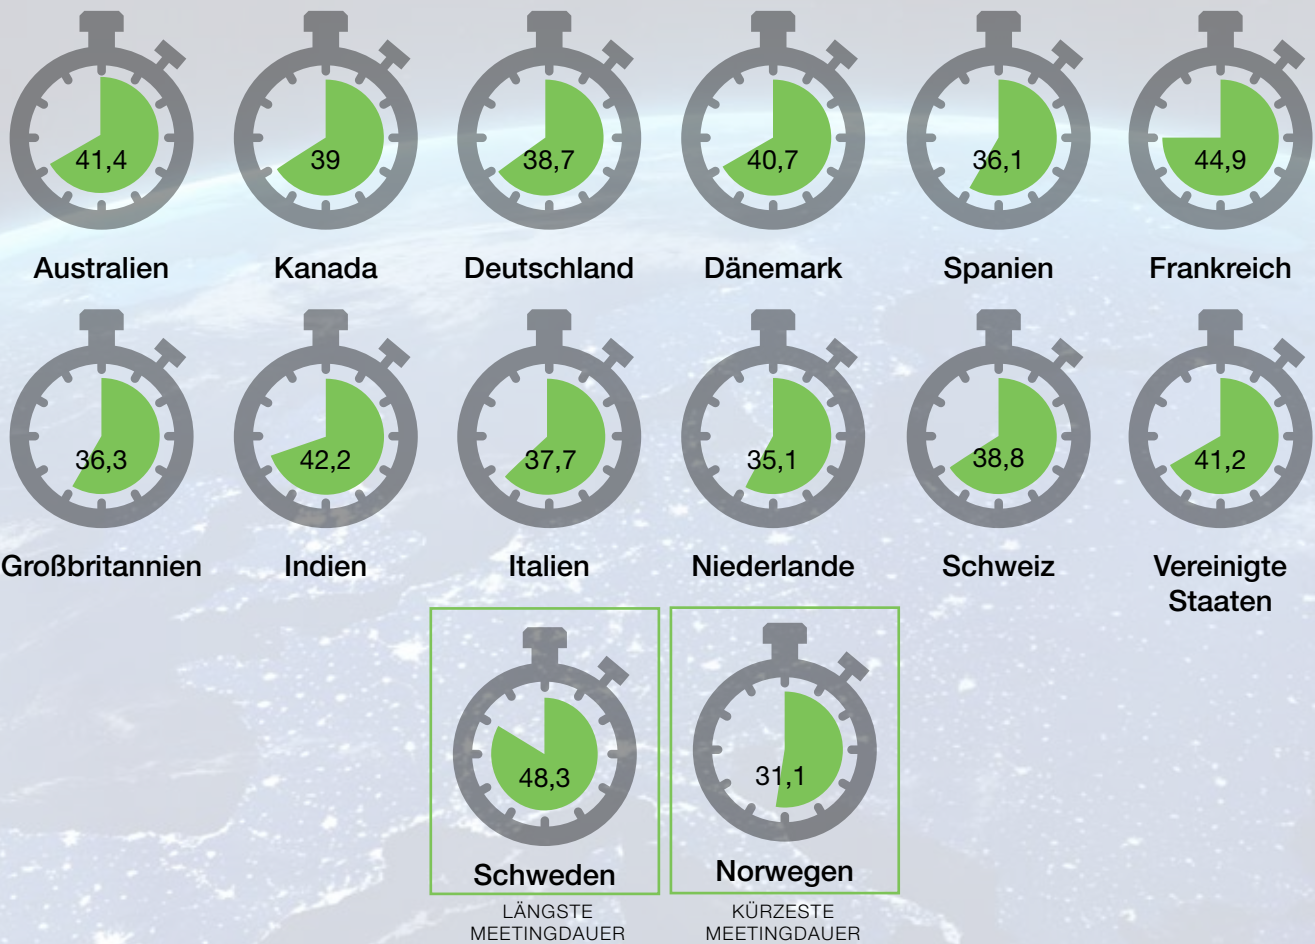 41,4
39
38,7
40,7
36,1
44,9
Australien
Kanada
Deutschland
Dänemark
Spanien
Frankreich
36,3
42,2
37,7
35,1
38,8
41,2
Großbritannien
Indien
Italien
Niederlande
Schweiz
Vereinigte
Staaten
48,3
Schweden
LÄNGSTE
MEETINGDAUER
31,1
Norwegen
KÜRZESTE
MEETINGDAUER